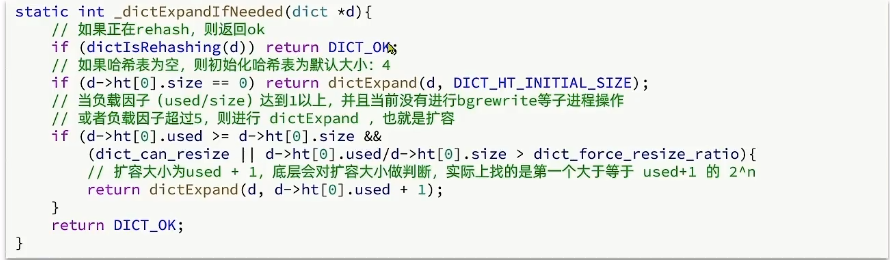 static int _dictExpandIfNeeded(dict *d){
// 如果正在rehash，则返回ok
if (dictIsRehashing(d)) return DICT_OK;
// 如果哈希表为空，则初始化哈希表为默认大小：4
if (d->ht[0].size == 0) return dictExpand(d, DICT_HT_INITIAL_SIZE);
// 当负载因子（used/size）达到1以上，并且当前没有进行bgrewrite等子进程操作
// 或者负载因子超过5，则进行 dictExpand ，也就是扩容
if (d->ht[0].used >= d->ht[0].size &&
(dict_can_resize || d->ht[0].used/d->ht[0].size > dict_force_resize_ratio){
// 扩容大小为used + 1，底层会对扩容大小做判断，实际上找的是第一个大于等于 used+1 的 2^n
return dictExpand(d, d->ht[0].used + 1);
}
return DICT_OK;
}